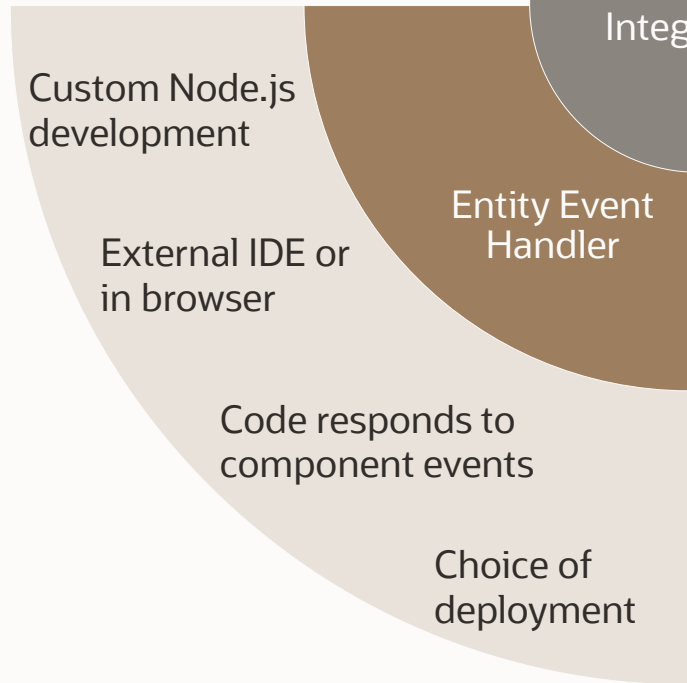 Integ
Custom Node.js
development
Entity Event
Handler
External IDE or
in browser
Code responds to
component events
Choice of
deployment